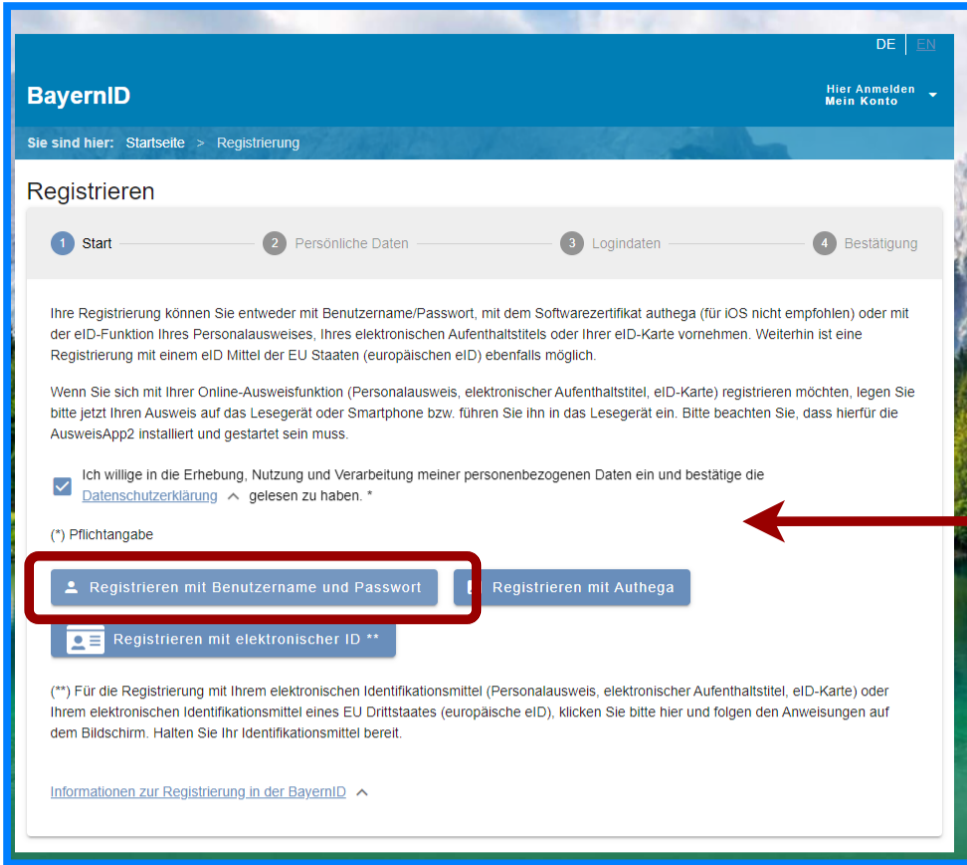 DE | EN
BayernID
Hier Anmelden
Mein Konto
Sie sind hier: Startseite > Registrierung
Registrieren
1 Start
2 Persönliche Daten
3 Logindaten
4 Bestätigung
Ihre Registrierung können Sie entweder mit Benutzername/Passwort, mit dem Softwarezertifikat authega (für iOS nicht empfohlen) oder mit
der eID-Funktion Ihres Personalausweises, Ihres elektronischen Aufenthaltstitels oder Ihrer eID-Karte vornehmen. Weiterhin ist eine
Registrierung mit einem eID Mittel der EU Staaten (europäischen eID) ebenfalls möglich.
Wenn Sie sich mit Ihrer Online-Ausweisfunktion (Personalausweis, elektronischer Aufenthaltstitel, eID-Karte) registrieren möchten, legen Sie
bitte jetzt Ihren Ausweis auf das Lesegerät oder Smartphone bzw. führen Sie ihn in das Lesegerät ein. Bitte beachten Sie, dass hierfür die
AusweisApp2 installiert und gestartet sein muss.
Ich willige in die Erhebung, Nutzung und Verarbeitung meiner personenbezogenen Daten ein und bestätige die
Datenschutzerklärung gelesen zu haben. *
(*) Pflichtangabe
Registrieren mit Benutzername und Passwort
Registrieren mit Authega
Registrieren mit elektronischer ID **
(**) Für die Registrierung mit Ihrem elektronischen Identifikationsmittel (Personalausweis, elektronischer Aufenthaltstitel, eID-Karte) oder
Ihrem elektronischen Identifikationsmittel eines EU Drittstaates (europäische eID), klicken Sie bitte hier und folgen den Anweisungen auf
dem Bildschirm. Halten Sie Ihr Identifikationsmittel bereit.
Informationen zur Registrierung in der BayernID